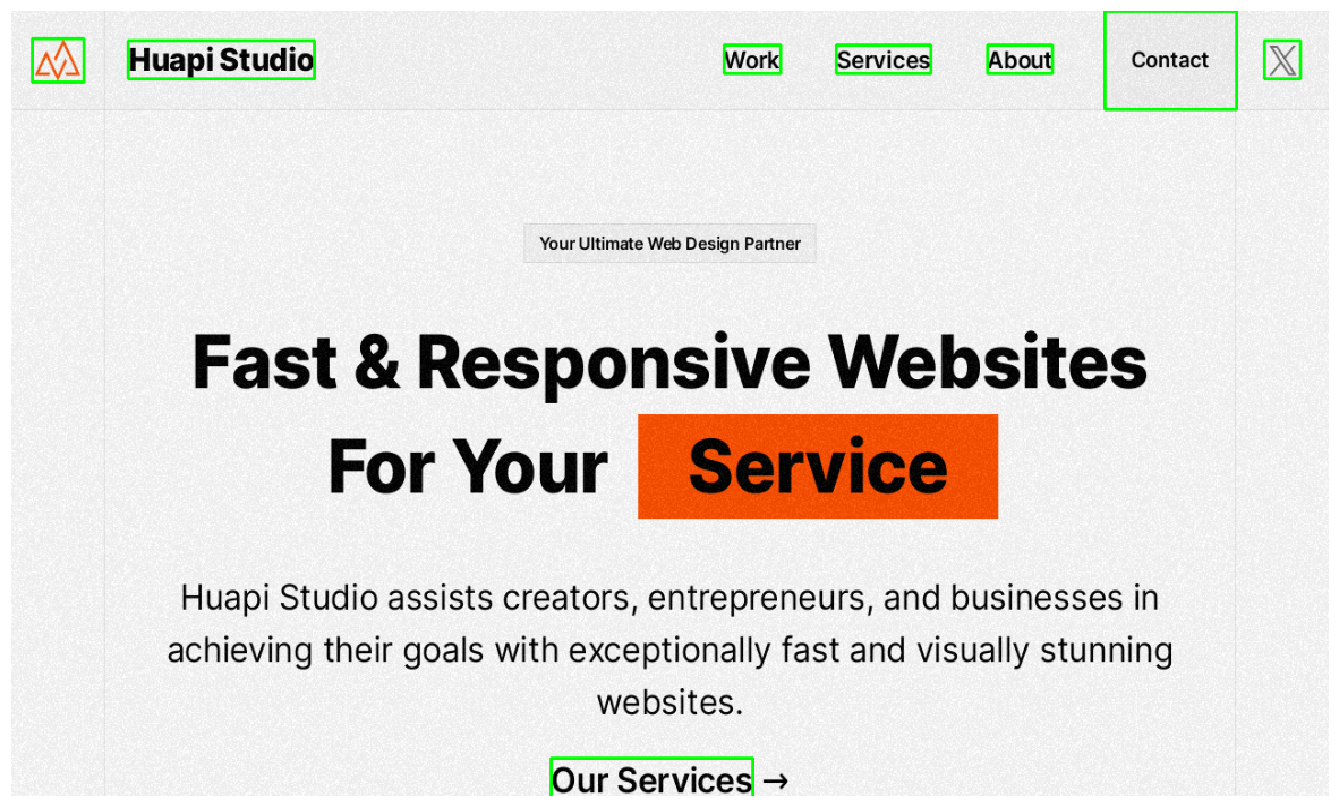 Huapi Studio
Work
Services
About
Contact
Your Ultimate Web Design Partner
Fast & Responsive Websites
For Your Service
Huapi Studio assists creators, entrepreneurs, and businesses in
achieving their goals with exceptionally fast and visually stunning
websites.
Our Services →